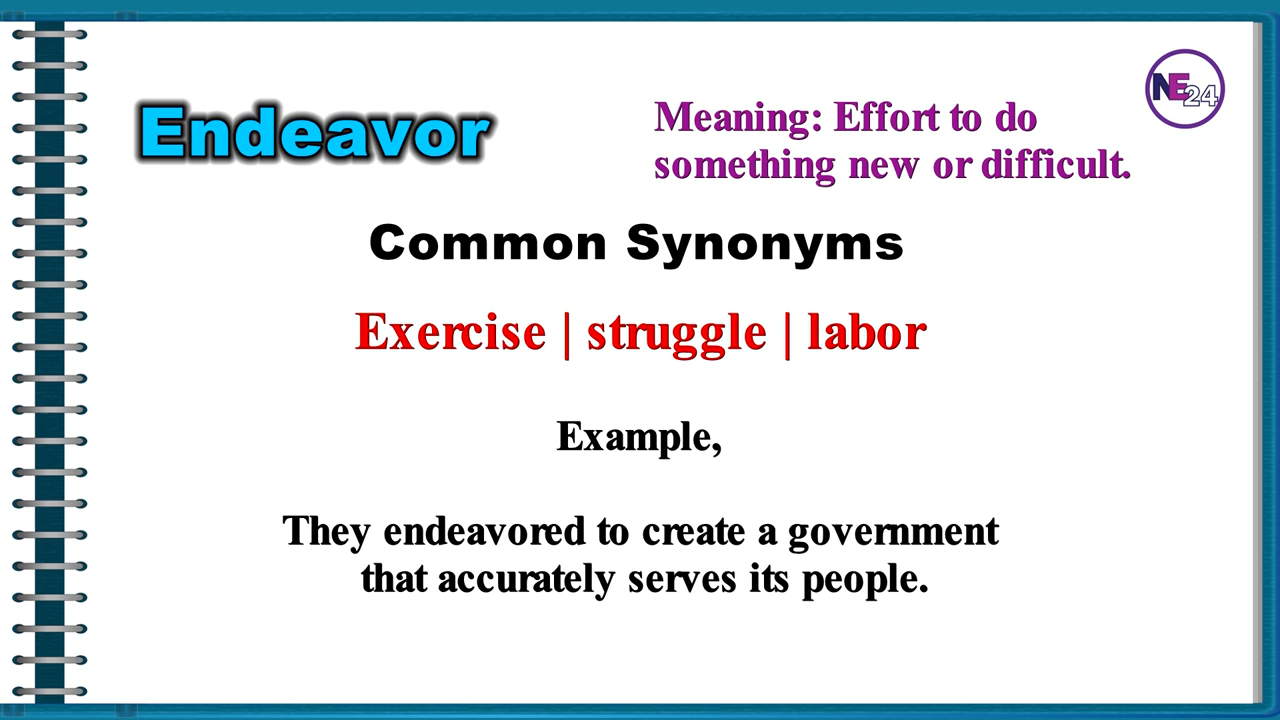 Endeavor
Meaning: Effort to do
something new or difficult.
NE24
Common Synonyms
Exercise | struggle | labor
Example,
They endeavored to create a government
that accurately serves its people.